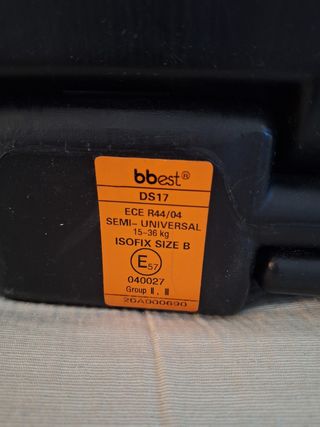 bbest®
DS17
ECE R44/04
SEMI- UNIVERSAL
15-36 kg
ISOFIX SIZE B
E57
040027
Group II, III
20A000690